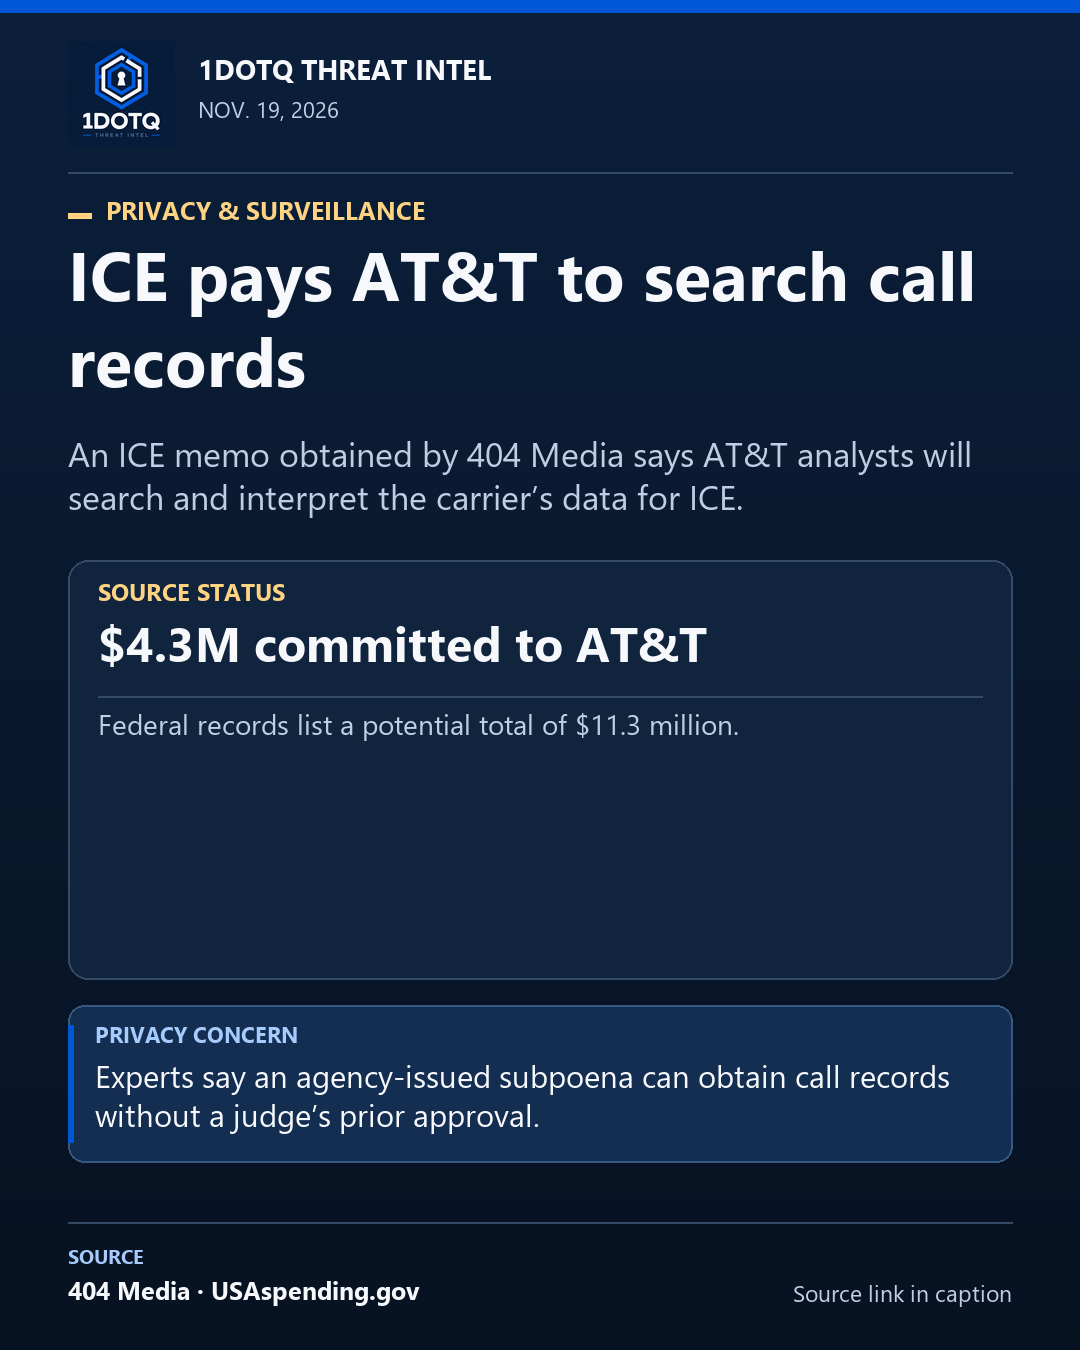 1DOTQ
THREAT INTEL
1DOTQ THREAT INTEL
NOV. 19, 2026
PRIVACY & SURVEILLANCE
ICE pays AT&T to search call
records
An ICE memo obtained by 404 Media says AT&T analysts will
search and interpret the carrier’s data for ICE.
SOURCE STATUS
$4.3M committed to AT&T
Federal records list a potential total of $11.3 million.
PRIVACY CONCERN
Experts say an agency-issued subpoena can obtain call records
without a judge’s prior approval.
SOURCE
404 Media · USAspending.gov
Source link in caption